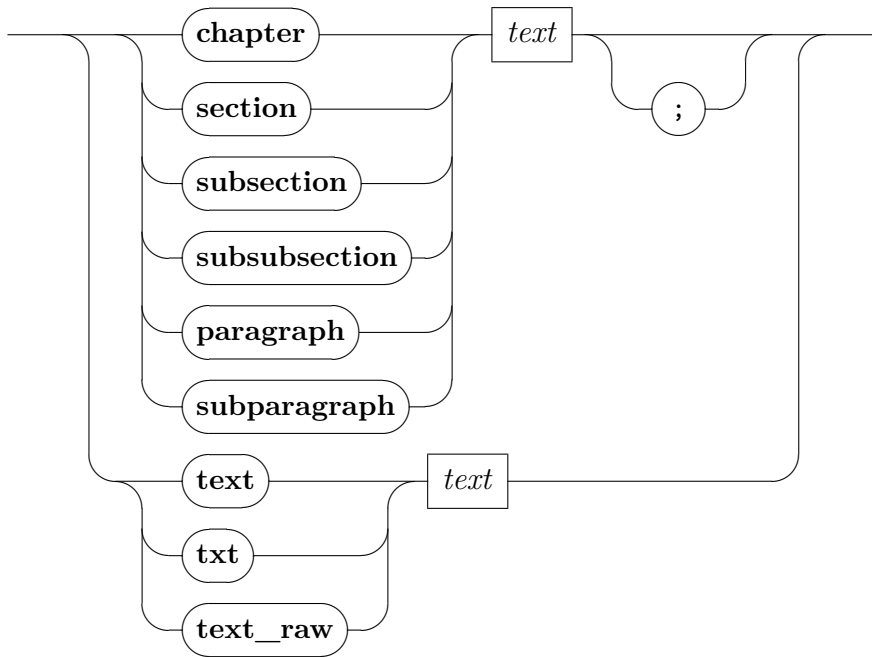 chapter text
section ;
subsection
subsubsection
paragraph
subparagraph
text text
txt
text_raw